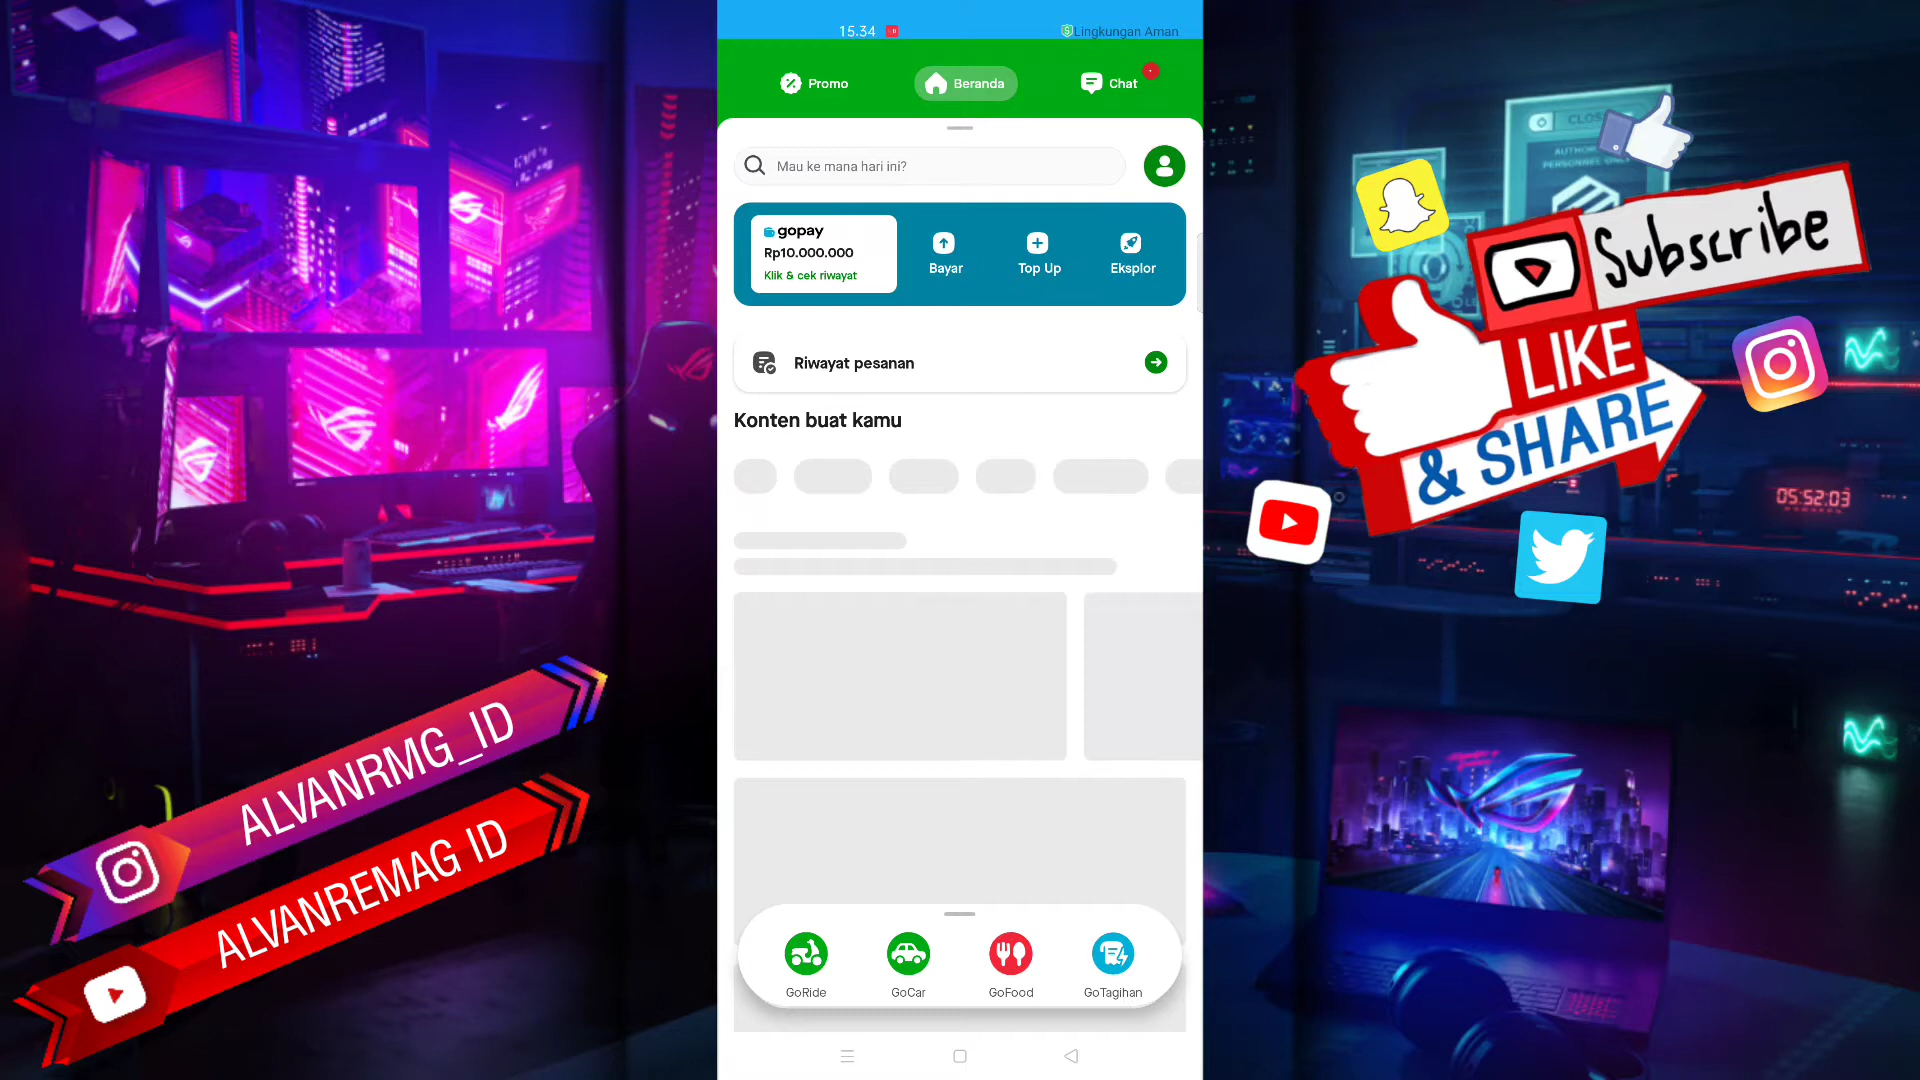 15.34
Lingkungan Aman
Promo
Beranda
Chat
Mau ke mana hari ini?
gopay
Rp10.000.000
Klik & cek riwayat
Bayar
Top Up
Eksplor
Riwayat pesanan
Konten buat kamu
GoRide
GoCar
GoFood
GoTagihan
ALVANRMG_ID
ALVANREMAG ID
Subscribe
LIKE
& SHARE
05:52:03